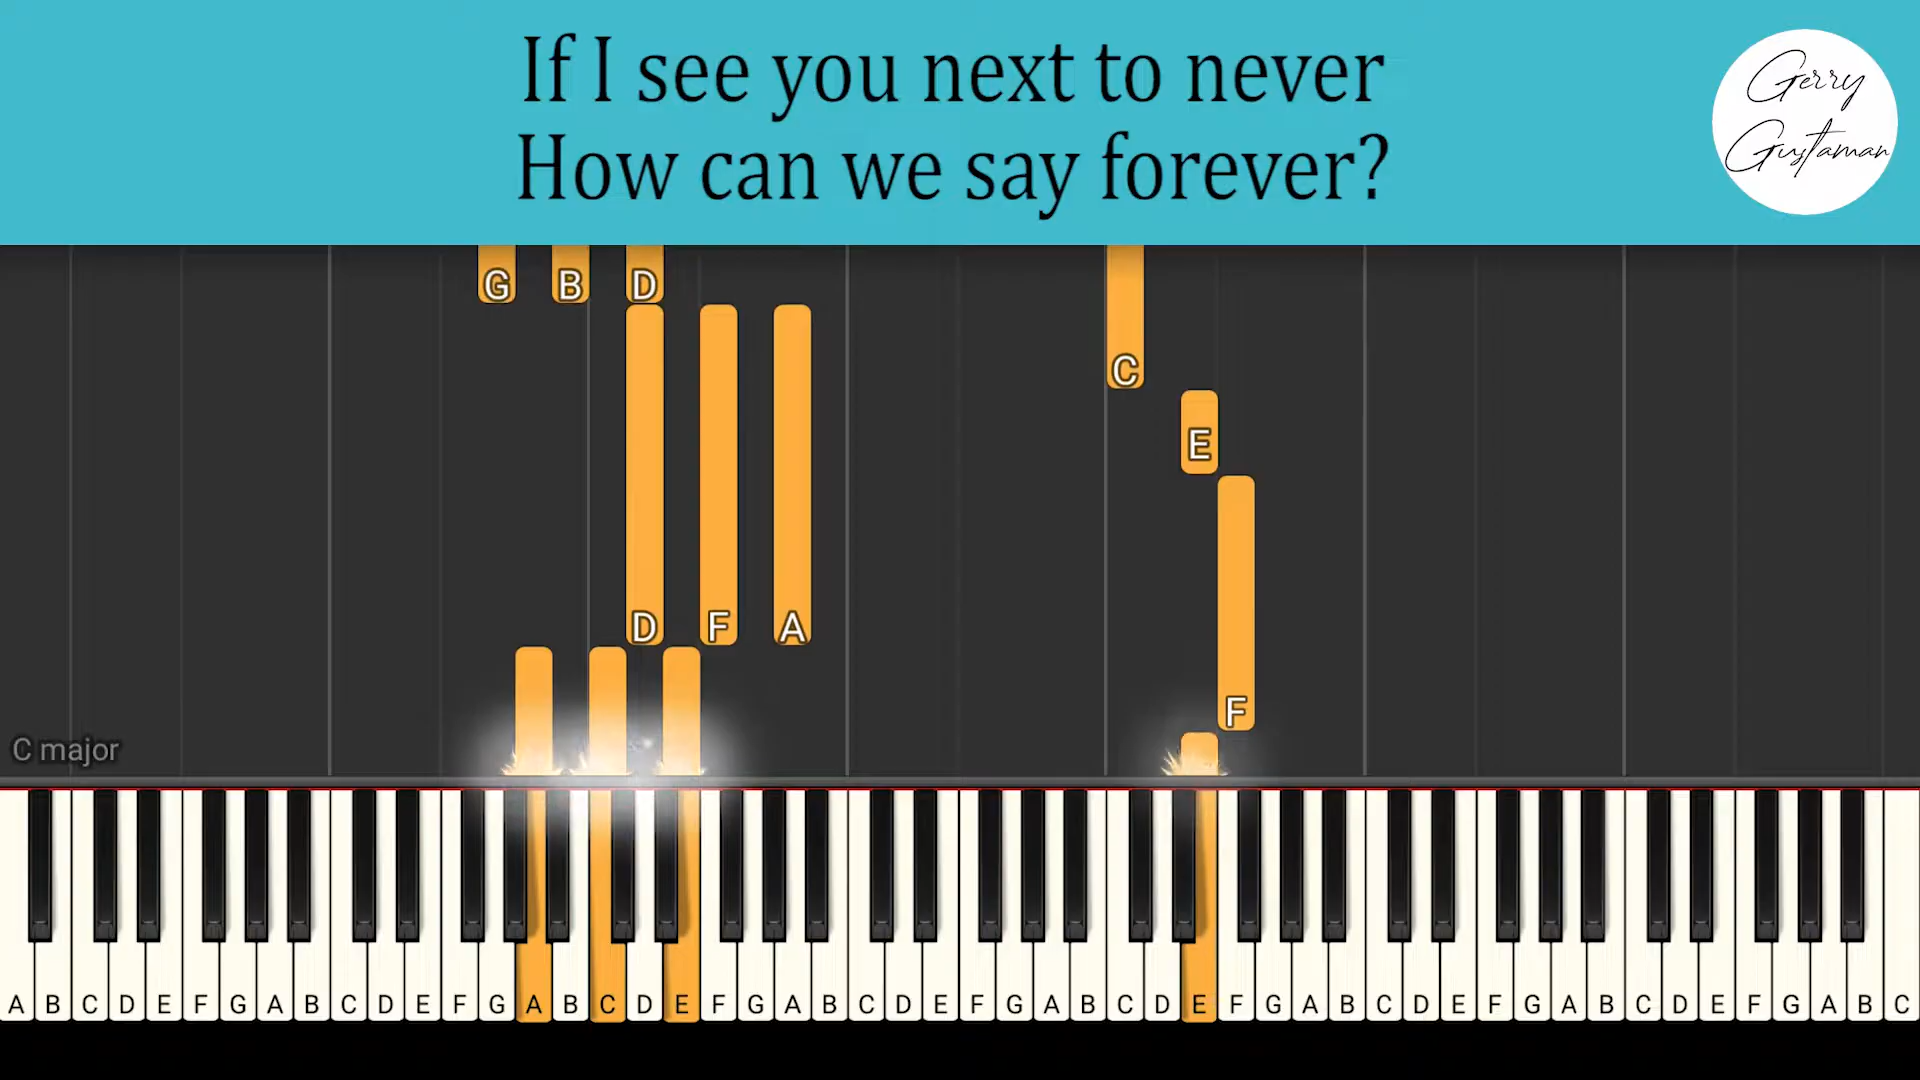 If I see you next to never
How can we say forever?
Gerry
Gustaman
G B D
C
E
D F A
F
C major
A B C D E F G A B C D E F G A B C D E F G A B C D E F G A B C D E F G A B C D E F G A B C D E F G A B C